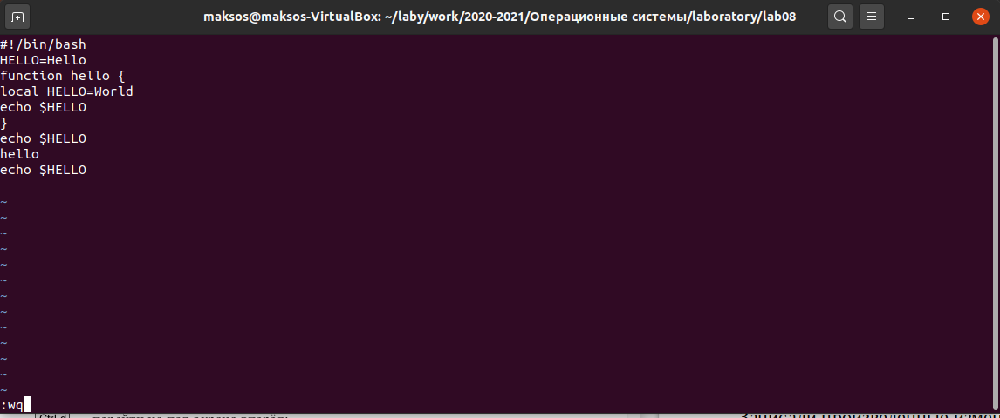 maksos@maksos-VirtualBox: ~/laby/work/2020-2021/Операционные системы/laboratory/lab08
#!/bin/bash
HELLO=Hello
function hello {
local HELLO=World
echo $HELLO
}
echo $HELLO
hello
echo $HELLO
~
~
~
~
~
~
~
~
~
~
~
~
~
:wq